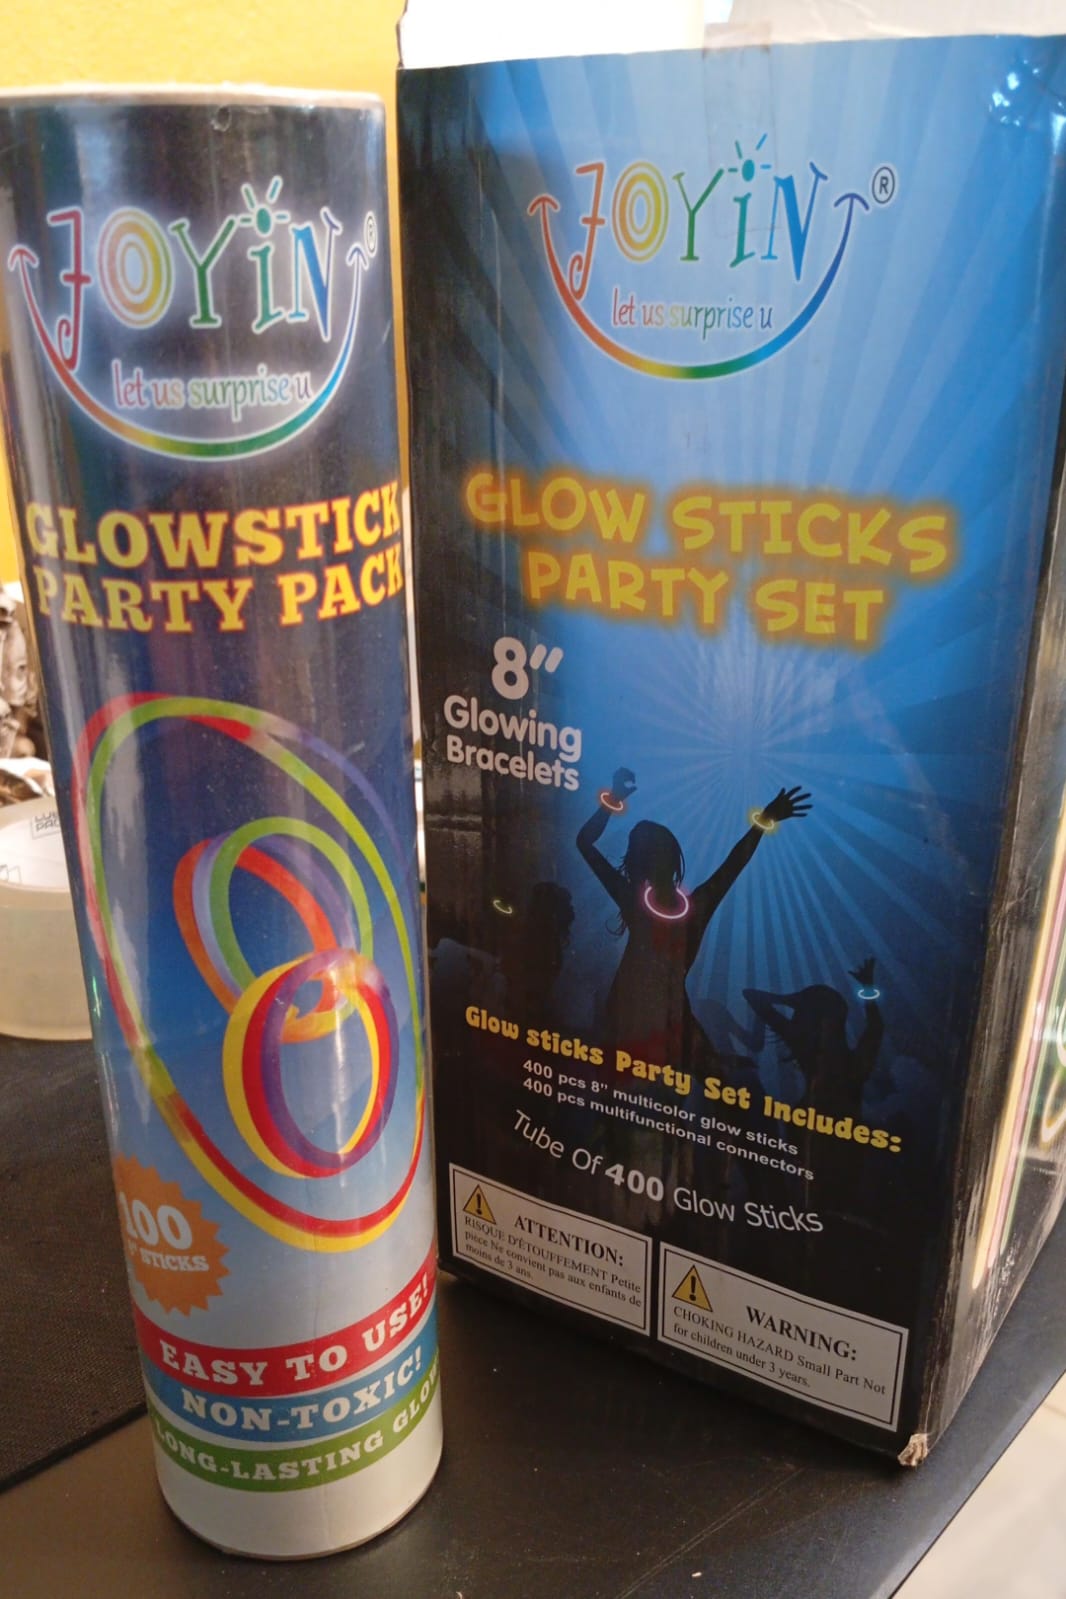 JOYIN®
let us surprise u
GLOWSTICK
PARTY PACK
100
8" STICKS
EASY TO USE!
NON-TOXIC!
LONG-LASTING GLOW
JOYIN®
let us surprise u
GLOW STICKS
PARTY SET
8"
Glowing
Bracelets
Glow sticks Party Set Includes:
400 pcs 8" multicolor glow sticks
400 pcs multifunctional connectors
Tube Of 400 Glow Sticks
ATTENTION:
RISQUE D'ÉTOUFFEMENT Petite
pièce Ne convient pas aux enfants de
moins de 3 ans.
WARNING:
CHOKING HAZARD Small Part Not
for children under 3 years.